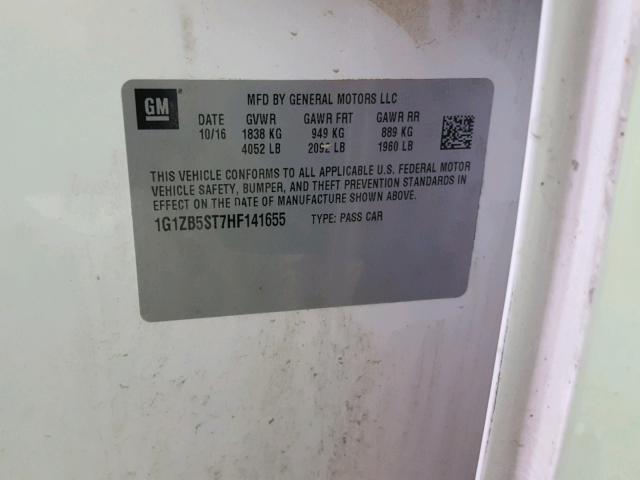 GM
MFD BY GENERAL MOTORS LLC
DATE GVWR GAWR FRT GAWR RR
10/16 1838 KG 949 KG 889 KG
4052 LB 2092 LB 1960 LB
THIS VEHICLE CONFORMS TO ALL APPLICABLE U.S. FEDERAL MOTOR
VEHICLE SAFETY, BUMPER, AND THEFT PREVENTION STANDARDS IN
EFFECT ON THE DATE OF MANUFACTURE SHOWN ABOVE.
1G1ZB5ST7HF141655 TYPE: PASS CAR